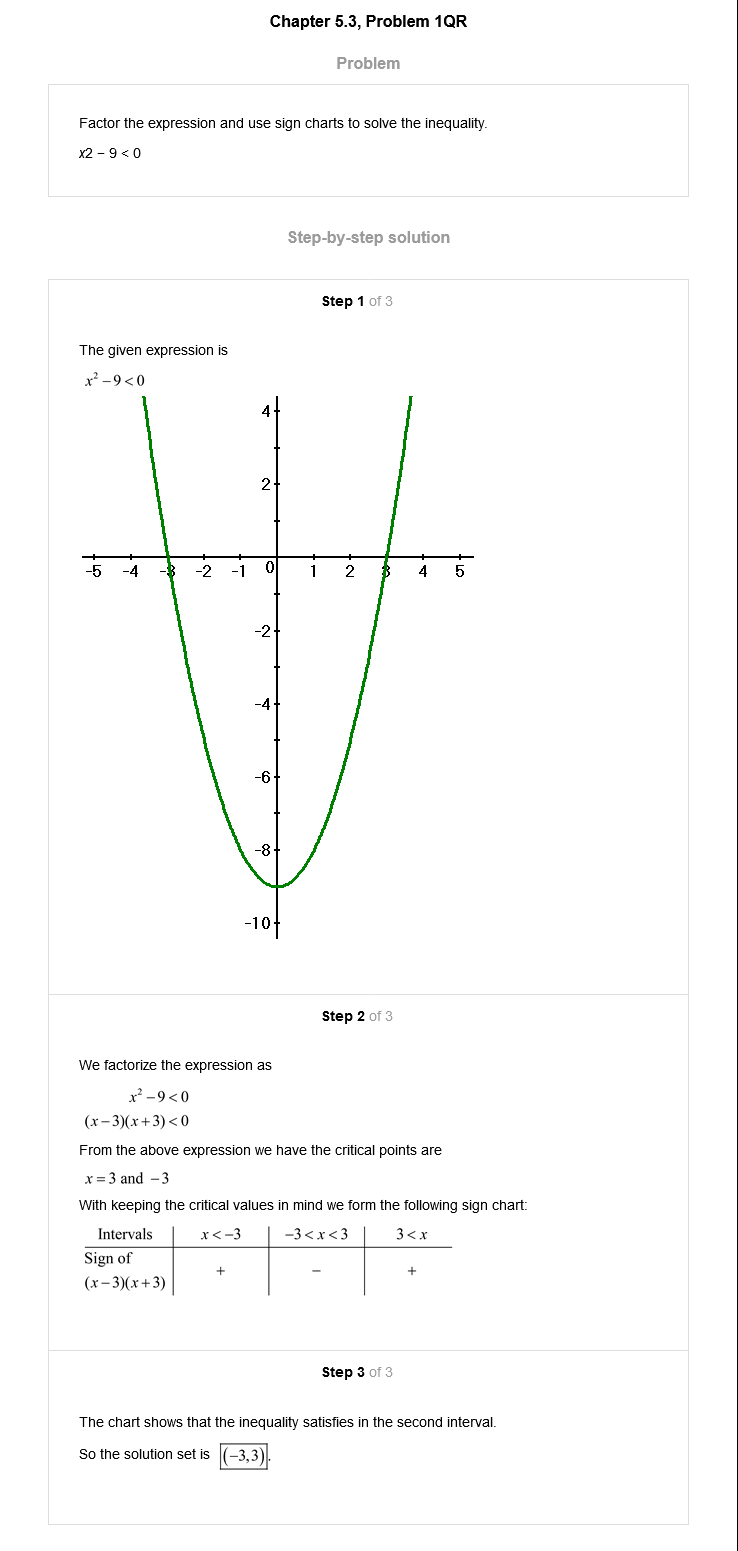 Chapter 5.3, Problem 1QR
Problem
Factor the expression and use sign charts to solve the inequality.
x2 − 9 < 0
Step-by-step solution
Step 1 of 3
The given expression is
x² − 9 < 0
4
2
-5 -4 -3 -2 -1 0 1 2 3 4 5
-2
-4
-6
-8
-10
Step 2 of 3
We factorize the expression as
x² − 9 < 0
(x − 3)(x + 3) < 0
From the above expression we have the critical points are
x = 3 and −3
With keeping the critical values in mind we form the following sign chart:
Intervals x < −3 −3 < x < 3 3 < x
Sign of
(x − 3)(x + 3) + − +
Step 3 of 3
The chart shows that the inequality satisfies in the second interval.
So the solution set is (−3,3).